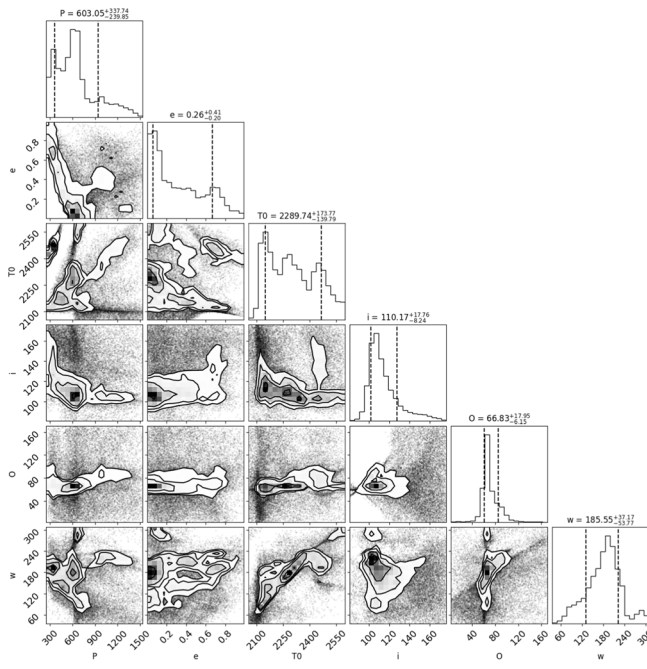 P = 603.05+337.74−239.85
e = 0.26+0.41−0.20
0.8
0.6
0.4
0.2
e
T0 = 2289.74+173.77−139.79
2550
2400
2250
2100
T0
i = 110.17+17.76−8.24
160
140
120
100
i
O = 66.83+17.95−6.15
160
120
80
40
O
w = 185.55+37.17−53.77
300
240
180
120
60
w
300 600 900 1200 1500
0.2 0.4 0.6 0.8
2100 2250 2400 2550
100 120 140 160
40 80 120 160
60 120 180 240 300
P e T0 i O w